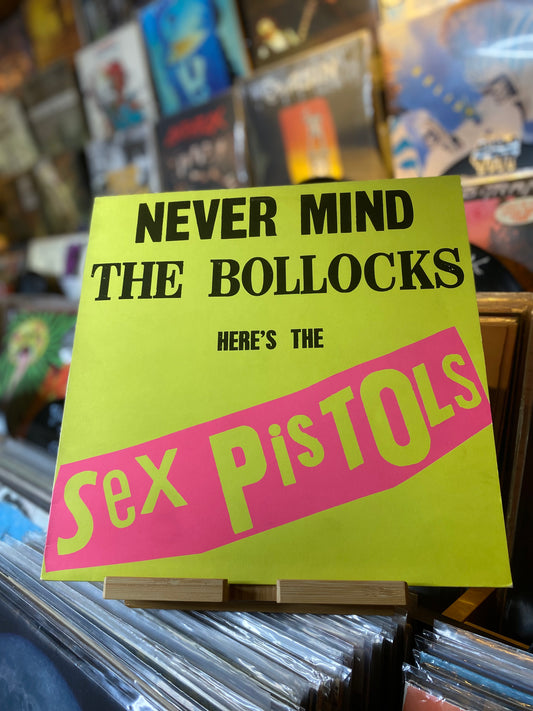 NEVER MIND
THE BOLLOCKS
HERE'S THE
Sex PiSTOLS